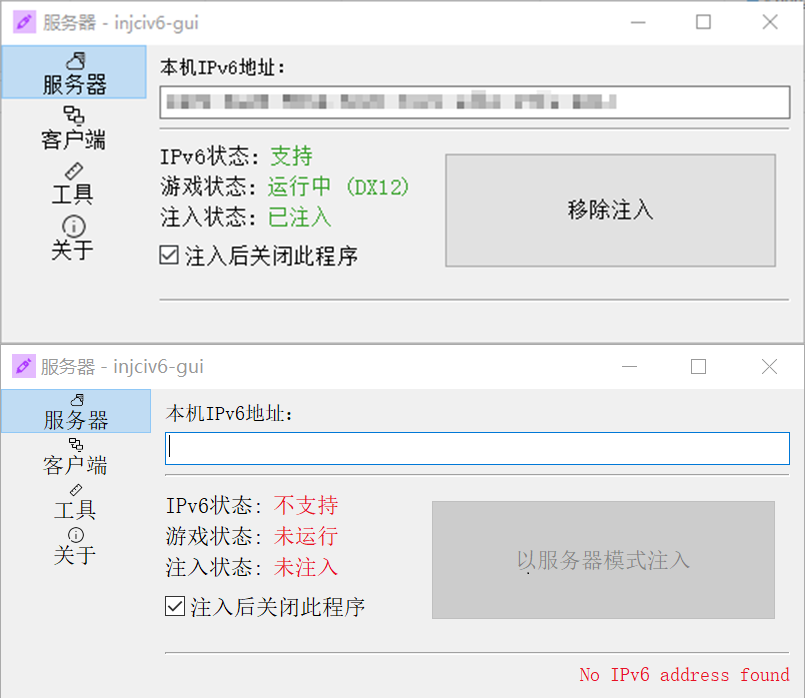 服务器 - injciv6-gui
服务器
客户端
工具
关于
本机IPv6地址:
IPv6状态: 支持
游戏状态: 运行中 (DX12)
注入状态: 已注入
注入后关闭此程序
移除注入
服务器 - injciv6-gui
服务器
客户端
工具
关于
本机IPv6地址:
IPv6状态: 不支持
游戏状态: 未运行
注入状态: 未注入
注入后关闭此程序
以服务器模式注入
No IPv6 address found